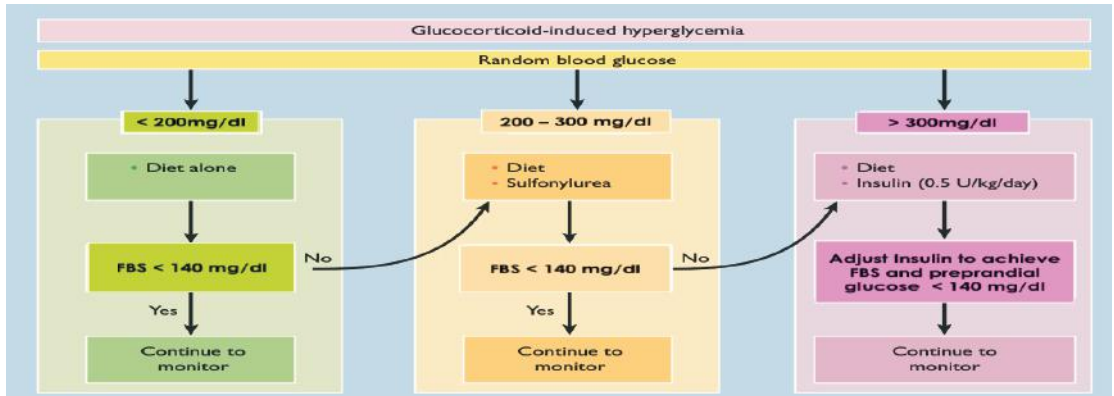 Glucocorticoid-induced hyperglycemia
Random blood glucose
< 200mg/dl
• Diet alone
FBS < 140 mg/dl
No
Yes
Continue to
monitor
200 – 300 mg/dl
• Diet
• Sulfonylurea
FBS < 140 mg/dl
No
Yes
Continue to
monitor
> 300mg/dl
• Diet
• Insulin (0.5 U/kg/day)
Adjust Insulin to achieve
FBS and preprandial
glucose < 140 mg/dl
Continue to
monitor